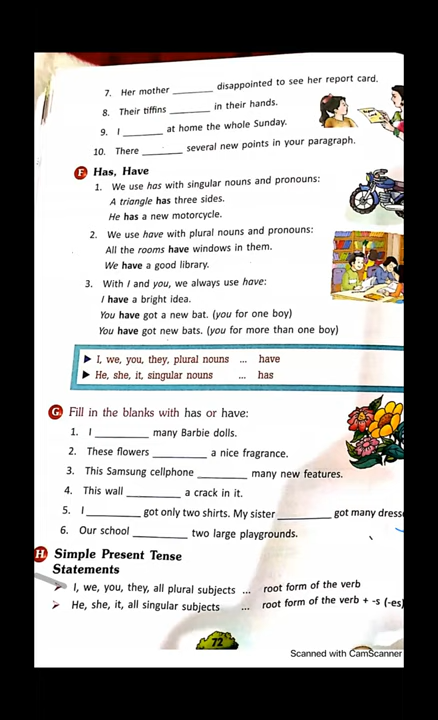 7. Her mother ________ disappointed to see her report card.
8. Their tiffins ________ in their hands.
9. I ________ at home the whole Sunday.
10. There ________ several new points in your paragraph.
F. Has, Have
1. We use has with singular nouns and pronouns:
A triangle has three sides.
He has a new motorcycle.
2. We use have with plural nouns and pronouns:
All the rooms have windows in them.
We have a good library.
3. With I and you, we always use have:
I have a bright idea.
You have got a new bat. (you for one boy)
You have got new bats. (you for more than one boy)
▶ I, we, you, they, plural nouns ... have
▶ He, she, it, singular nouns ... has
G. Fill in the blanks with has or have:
1. I __________ many Barbie dolls.
2. These flowers __________ a nice fragrance.
3. This Samsung cellphone __________ many new features.
4. This wall __________ a crack in it.
5. I __________ got only two shirts. My sister __________ got many dress
6. Our school __________ two large playgrounds.
H. Simple Present Tense
Statements
➢ I, we, you, they, all plural subjects ... root form of the verb
➢ He, she, it, all singular subjects ... root form of the verb + -s (-es)
72
Scanned with CamScanner